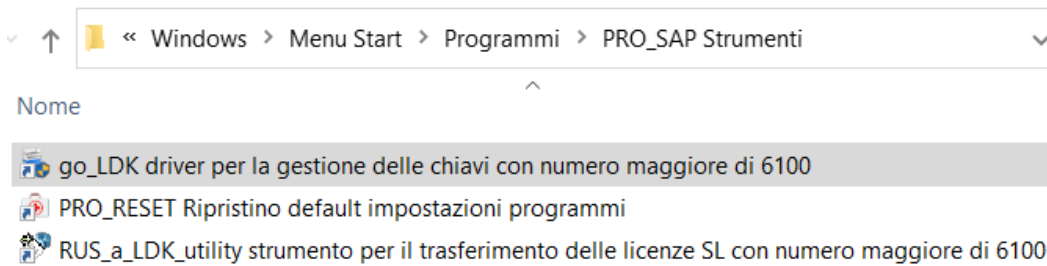 « Windows > Menu Start > Programmi > PRO_SAP Strumenti
Nome
go_LDK driver per la gestione delle chiavi con numero maggiore di 6100
PRO_RESET Ripristino default impostazioni programmi
RUS_a_LDK_utility strumento per il trasferimento delle licenze SL con numero maggiore di 6100